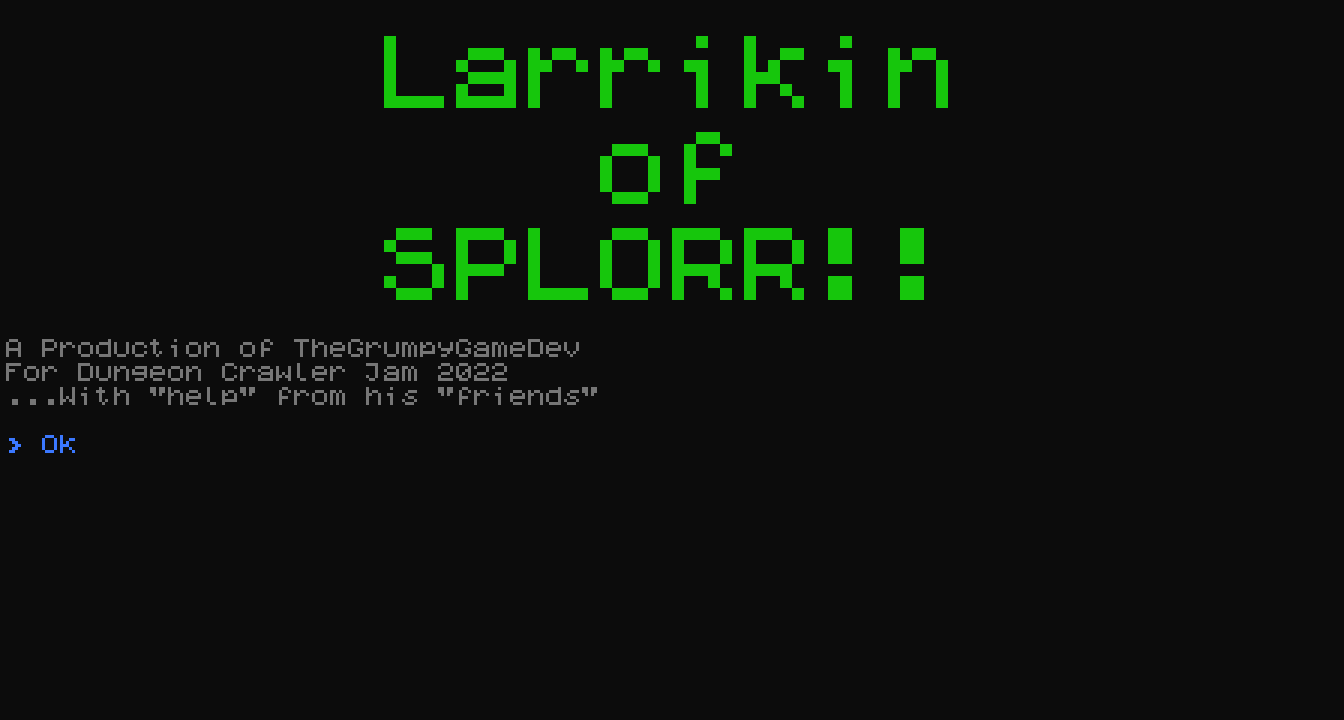 Larrikin
of
SPLORR!!
A Production of TheGrumpyGameDev
For Dungeon Crawler Jam 2022
...With "help" from his "friends"
> Ok